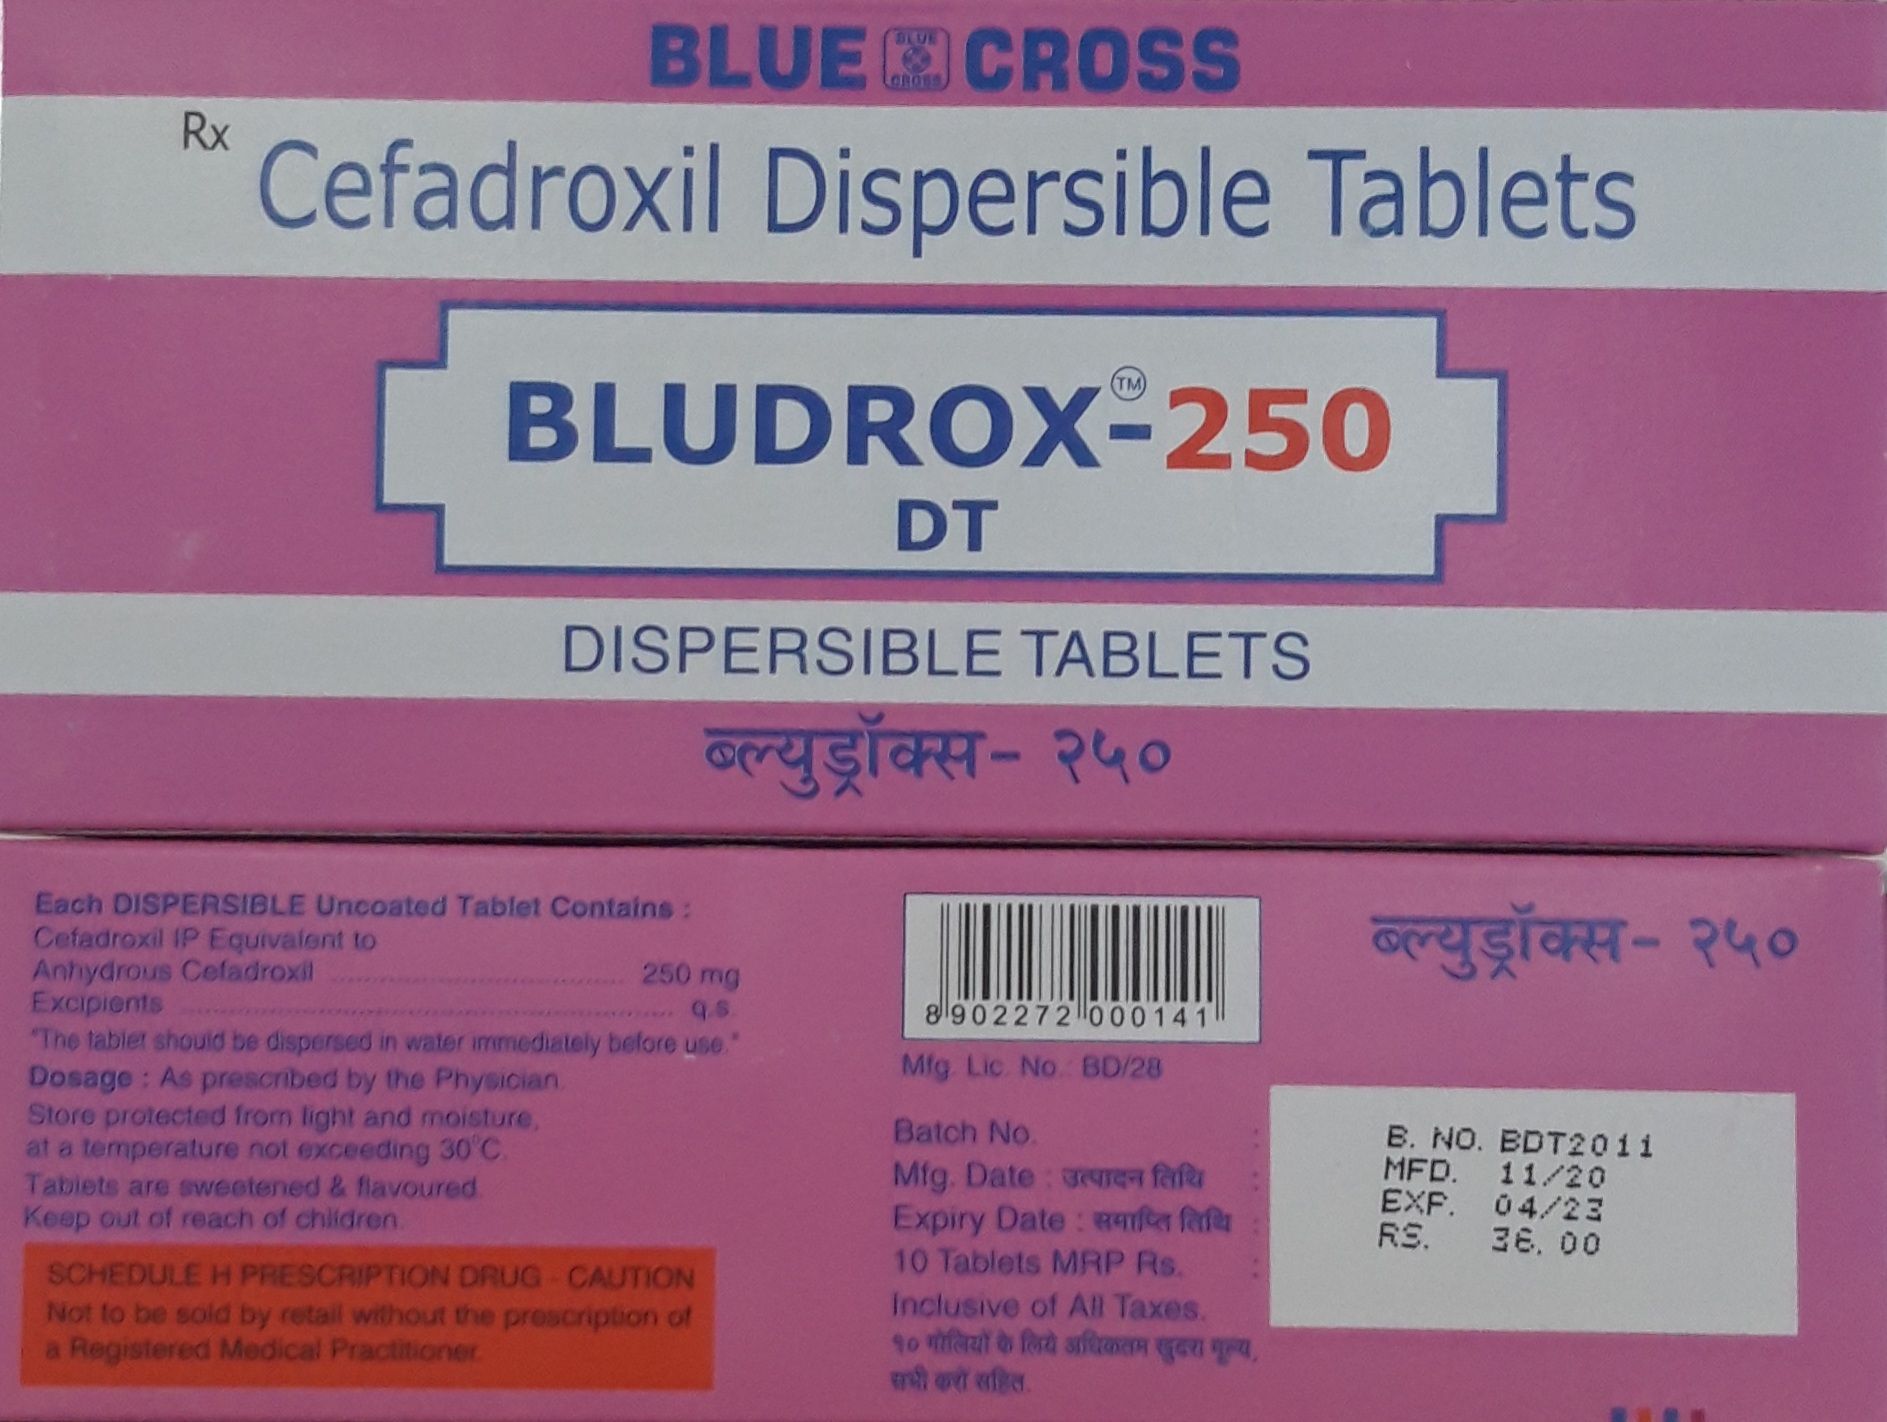 BLUE BLUE CROSS CROSS
Rx Cefadroxil Dispersible Tablets
BLUDROX™-250
DT
DISPERSIBLE TABLETS
ब्ल्युड्रॉक्स- २५०
Each DISPERSIBLE Uncoated Tablet Contains :
Cefadroxil IP Equivalent to
Anhydrous Cefadroxil ........................................ 250 mg
Excipients ................................................................ q.s.
"The tablet should be dispersed in water immediately before use."
Dosage : As prescribed by the Physician.
Store protected from light and moisture,
at a temperature not exceeding 30°C.
Tablets are sweetened & flavoured.
Keep out of reach of children.
SCHEDULE H PRESCRIPTION DRUG - CAUTION
Not to be sold by retail without the prescription of
a Registered Medical Practitioner.
8 902272 000141
Mfg. Lic. No.: BD/28
Batch No. :
Mfg. Date : उत्पादन तिथि :
Expiry Date : समाप्ति तिथि :
10 Tablets MRP Rs. :
Inclusive of All Taxes.
१० गोलियों के लिये अधिकतम खुदरा मूल्य,
सभी करों सहित.
ब्ल्युड्रॉक्स- २५०
B. NO. BDT2011
MFD. 11/20
EXP. 04/23
RS. 36.00